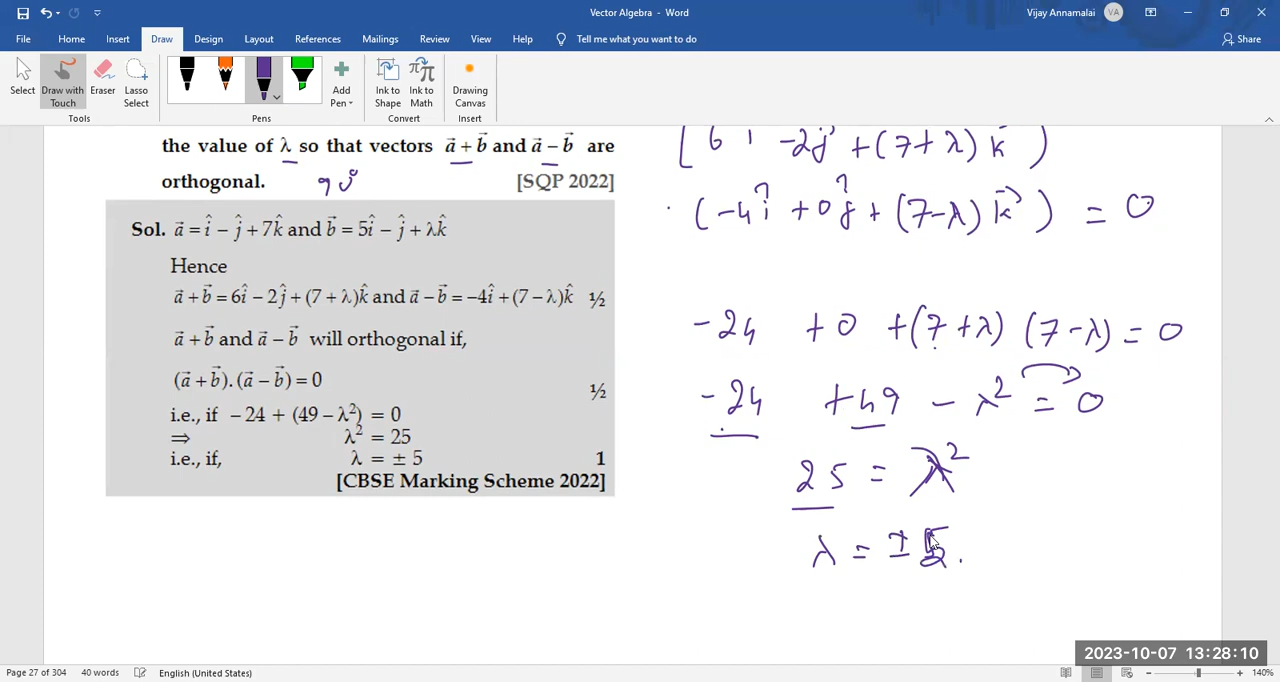 Vector Algebra - Word
Vijay Annamalai VA
File Home Insert Draw Design Layout References Mailings Review View Help Tell me what you want to do Share
Select Draw with Touch Eraser Lasso Select Add Pen Ink to Shape Ink to Math Drawing Canvas
Tools Pens Convert Insert
the value of λ so that vectors a⃗ + b⃗ and a⃗ − b⃗ are
orthogonal. 90° [SQP 2022]
Sol. a⃗ = î − ĵ + 7k̂ and b⃗ = 5î − ĵ + λk̂
Hence
a⃗ + b⃗ = 6î − 2ĵ + (7 + λ)k̂ and a⃗ − b⃗ = −4î + (7 − λ)k̂ ½
a⃗ + b⃗ and a⃗ − b⃗ will orthogonal if,
(a⃗ + b⃗).(a⃗ − b⃗) = 0 ½
i.e., if −24 + (49 − λ²) = 0
⇒ λ² = 25
i.e., if, λ = ± 5 1
[CBSE Marking Scheme 2022]
[6 i -2j + (7+λ) k)
. (-4i + 0j + (7-λ) k) = 0
-24 + 0 + (7+λ) (7-λ) = 0
-24 + 49 - λ² = 0
25 = λ²
λ = ±5.
2023-10-07 13:28:10
Page 27 of 304 40 words English (United States) 140%